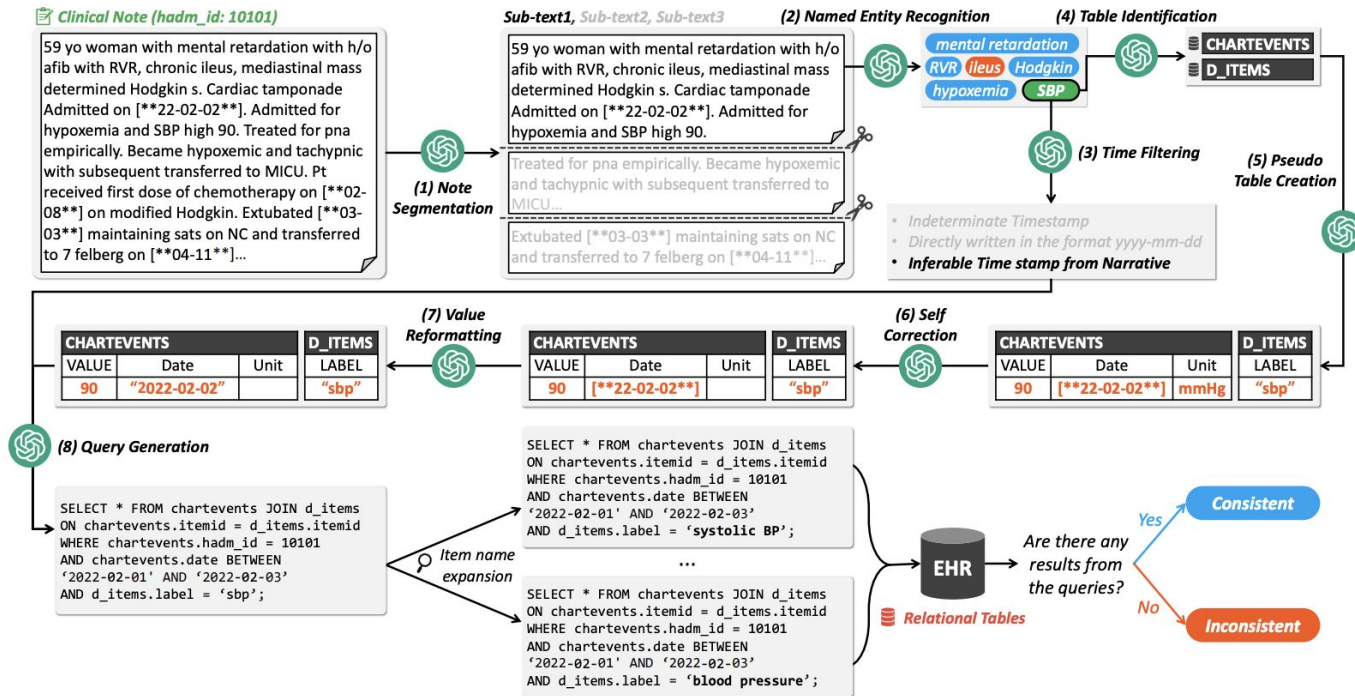 Clinical Note (hadm_id: 10101)
59 yo woman with mental retardation with h/o
afib with RVR, chronic ileus, mediastinal mass
determined Hodgkin s. Cardiac tamponade
Admitted on [**22-02-02**]. Admitted for
hypoxemia and SBP high 90. Treated for pna
empirically. Became hypoxemic and tachypnic
with subsequent transferred to MICU. Pt
received first dose of chemotherapy on [**02-
08**] on modified Hodgkin. Extubated [**03-
03**] maintaining sats on NC and transferred
to 7 felberg on [**04-11**]…
(1) Note
Segmentation
Sub-text1, Sub-text2, Sub-text3
59 yo woman with mental retardation with h/o
afib with RVR, chronic ileus, mediastinal mass
determined Hodgkin s. Cardiac tamponade
Admitted on [**22-02-02**]. Admitted for
hypoxemia and SBP high 90.
Treated for pna empirically. Became hypoxemic
and tachypnic with subsequent transferred to
MICU…
Extubated [**03-03**] maintaining sats on NC
and transferred to 7 felberg on [**04-11**]…
(2) Named Entity Recognition
mental retardation
RVR ileus Hodgkin
hypoxemia SBP
(3) Time Filtering
• Indeterminate Timestamp
• Directly written in the format yyyy-mm-dd
• Inferable Time stamp from Narrative
(4) Table Identification
CHARTEVENTS
D_ITEMS
(5) Pseudo
Table Creation
CHARTEVENTS D_ITEMS
VALUE Date Unit LABEL
90 [**22-02-02**] mmHg “sbp”
(6) Self
Correction
CHARTEVENTS D_ITEMS
VALUE Date Unit LABEL
90 [**22-02-02**] “sbp”
(7) Value
Reformatting
CHARTEVENTS D_ITEMS
VALUE Date Unit LABEL
90 “2022-02-02” “sbp”
(8) Query Generation
SELECT * FROM chartevents JOIN d_items
ON chartevents.itemid = d_items.itemid
WHERE chartevents.hadm_id = 10101
AND chartevents.date BETWEEN
‘2022-02-01' AND ‘2022-02-03’
AND d_items.label = ‘sbp’;
Item name
expansion
SELECT * FROM chartevents JOIN d_items
ON chartevents.itemid = d_items.itemid
WHERE chartevents.hadm_id = 10101
AND chartevents.date BETWEEN
‘2022-02-01' AND ‘2022-02-03’
AND d_items.label = ‘systolic BP’;
…
SELECT * FROM chartevents JOIN d_items
ON chartevents.itemid = d_items.itemid
WHERE chartevents.hadm_id = 10101
AND chartevents.date BETWEEN
‘2022-02-01' AND ‘2022-02-03’
AND d_items.label = ‘blood pressure’;
EHR
Relational Tables
Are there any
results from
the queries?
Yes
Consistent
No
Inconsistent